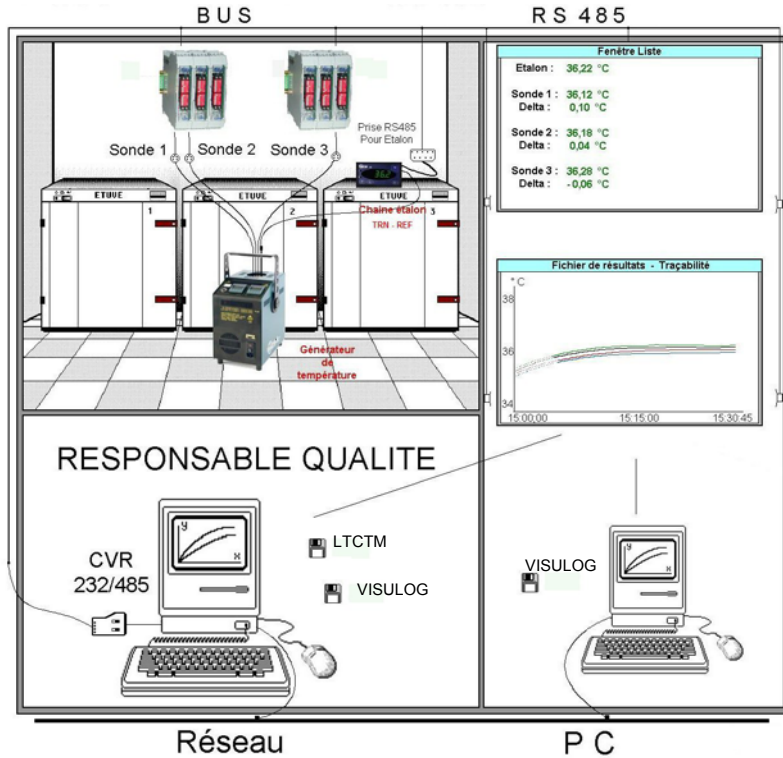 BUS RS 485
Sonde 1 Sonde 2 Sonde 3
Prise RS485
Pour Etalon
362
ETUVE
1
ETUVE
2
ETUVE
3
Chaine étalon
TRN - REF
Générateur
de
température
Fenêtre Liste
Etalon : 36,22 °C
Sonde 1 : 36,12 °C
Delta : 0,10 °C
Sonde 2 : 36,18 °C
Delta : 0,04 °C
Sonde 3 : 36,28 °C
Delta : -0,06 °C
Fichier de résultats - Traçabilité
°C
38
36
34
15:00:00 15:15:00 15:30:45
RESPONSABLE QUALITE
CVR
232/485
y
x
LTCTM
VISULOG
VISULOG
y
x
Réseau PC